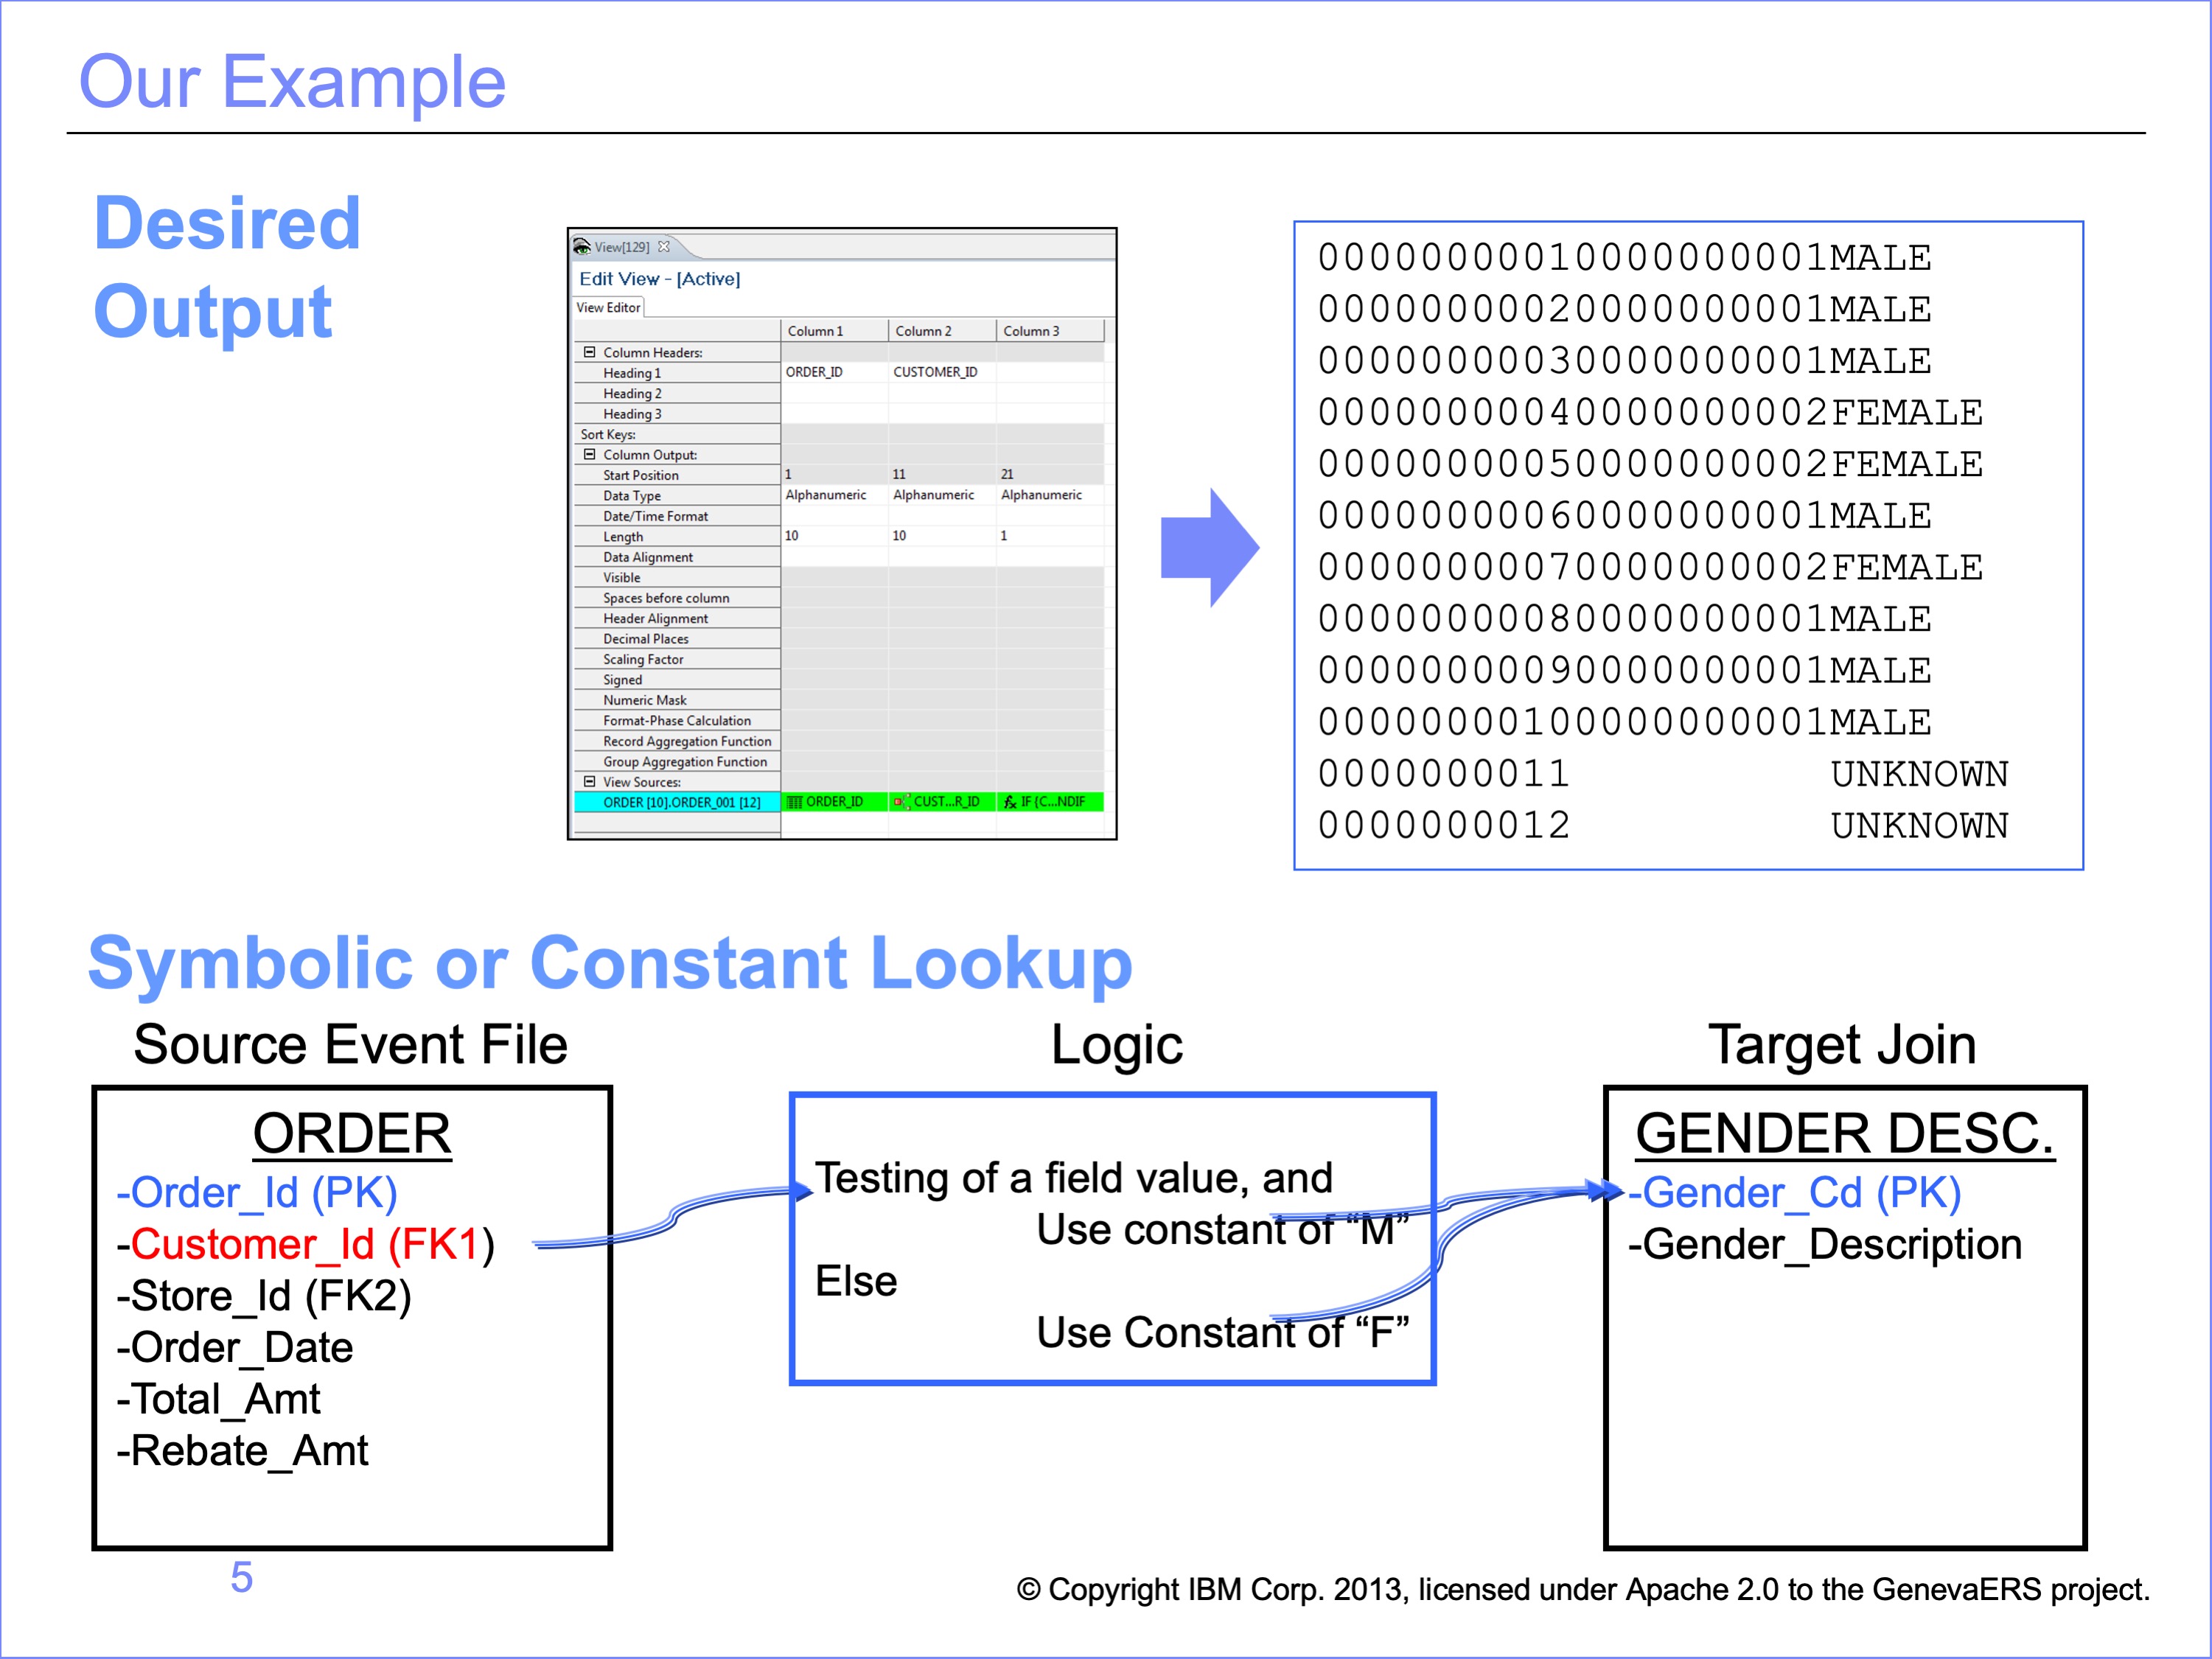 Our Example
Desired
Output
View[129]
Edit View - [Active]
View Editor
Column 1 Column 2 Column 3
Column Headers:
Heading 1 ORDER_ID CUSTOMER_ID
Heading 2
Heading 3
Sort Keys:
Column Output:
Start Position 1 11 21
Data Type Alphanumeric Alphanumeric Alphanumeric
Date/Time Format
Length 10 10 1
Data Alignment
Visible
Spaces before column
Header Alignment
Decimal Places
Scaling Factor
Signed
Numeric Mask
Format-Phase Calculation
Record Aggregation Function
Group Aggregation Function
View Sources:
ORDER [10].ORDER_001 [12] ORDER_ID CUST...R_ID fx IF (C...NDIF
00000000010000000001MALE
00000000020000000001MALE
00000000030000000001MALE
00000000040000000002FEMALE
00000000050000000002FEMALE
00000000060000000001MALE
00000000070000000002FEMALE
00000000080000000001MALE
00000000090000000001MALE
00000000100000000001MALE
0000000011          UNKNOWN
0000000012          UNKNOWN
Symbolic or Constant Lookup
Source Event File
ORDER
-Order_Id (PK)
-Customer_Id (FK1)
-Store_Id (FK2)
-Order_Date
-Total_Amt
-Rebate_Amt
Logic
Testing of a field value, and
Use constant of “M”
Else
Use Constant of “F”
Target Join
GENDER DESC.
-Gender_Cd (PK)
-Gender_Description
5
© Copyright IBM Corp. 2013, licensed under Apache 2.0 to the GenevaERS project.